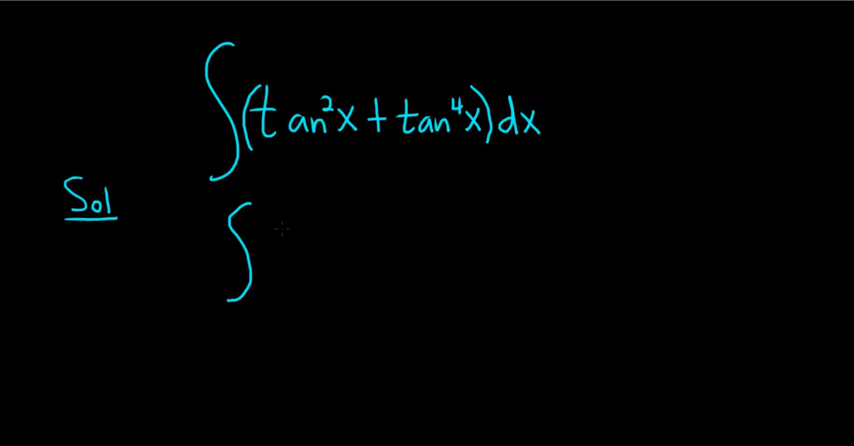 ∫(tan²x + tan⁴x)dx
Sol
∫